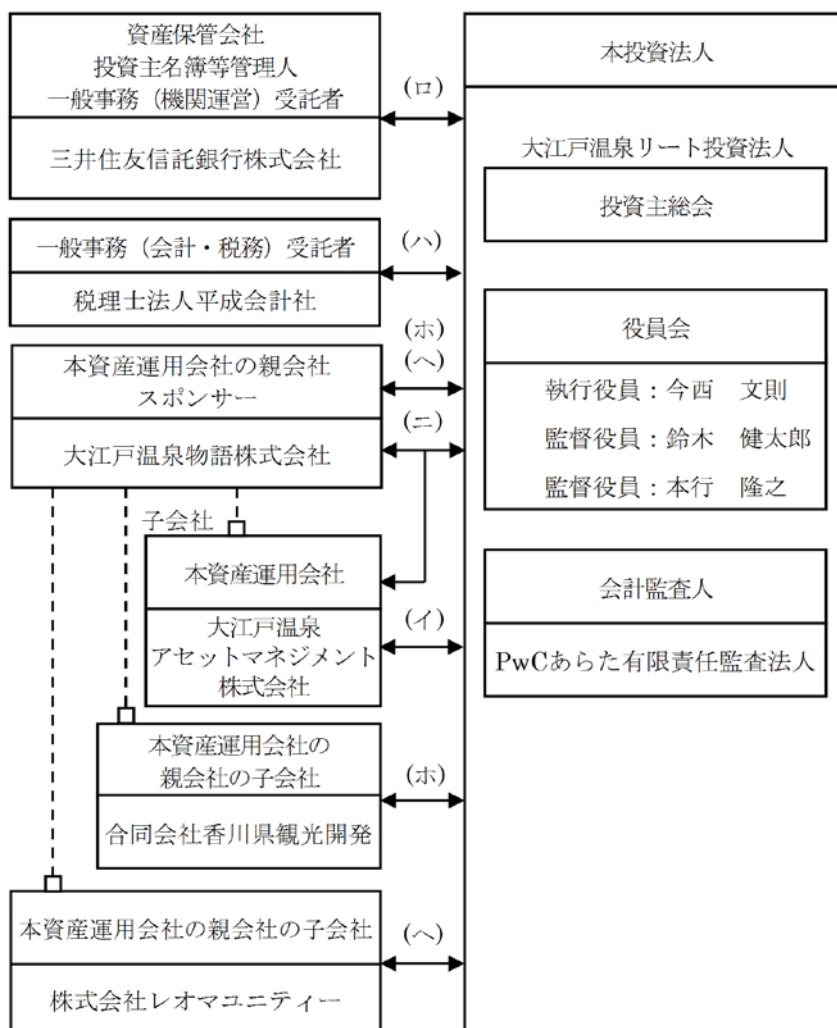 資産保管会社
投資主名簿等管理人
一般事務（機関運営）受託者
三井住友信託銀行株式会社
(ロ)
本投資法人
大江戸温泉リート投資法人
投資主総会
一般事務（会計・税務）受託者
税理士法人平成会計社
(ハ)
役員会
執行役員：今西　文則
監督役員：鈴木　健太郎
監督役員：本行　隆之
(ホ)
(ヘ)
本資産運用会社の親会社
スポンサー
大江戸温泉物語株式会社
(ニ)
子会社
本資産運用会社
大江戸温泉
アセットマネジメント
株式会社
(イ)
会計監査人
PwCあらた有限責任監査法人
本資産運用会社の
親会社の子会社
合同会社香川県観光開発
(ホ)
本資産運用会社の親会社の子会社
株式会社レオマユニティー
(ヘ)